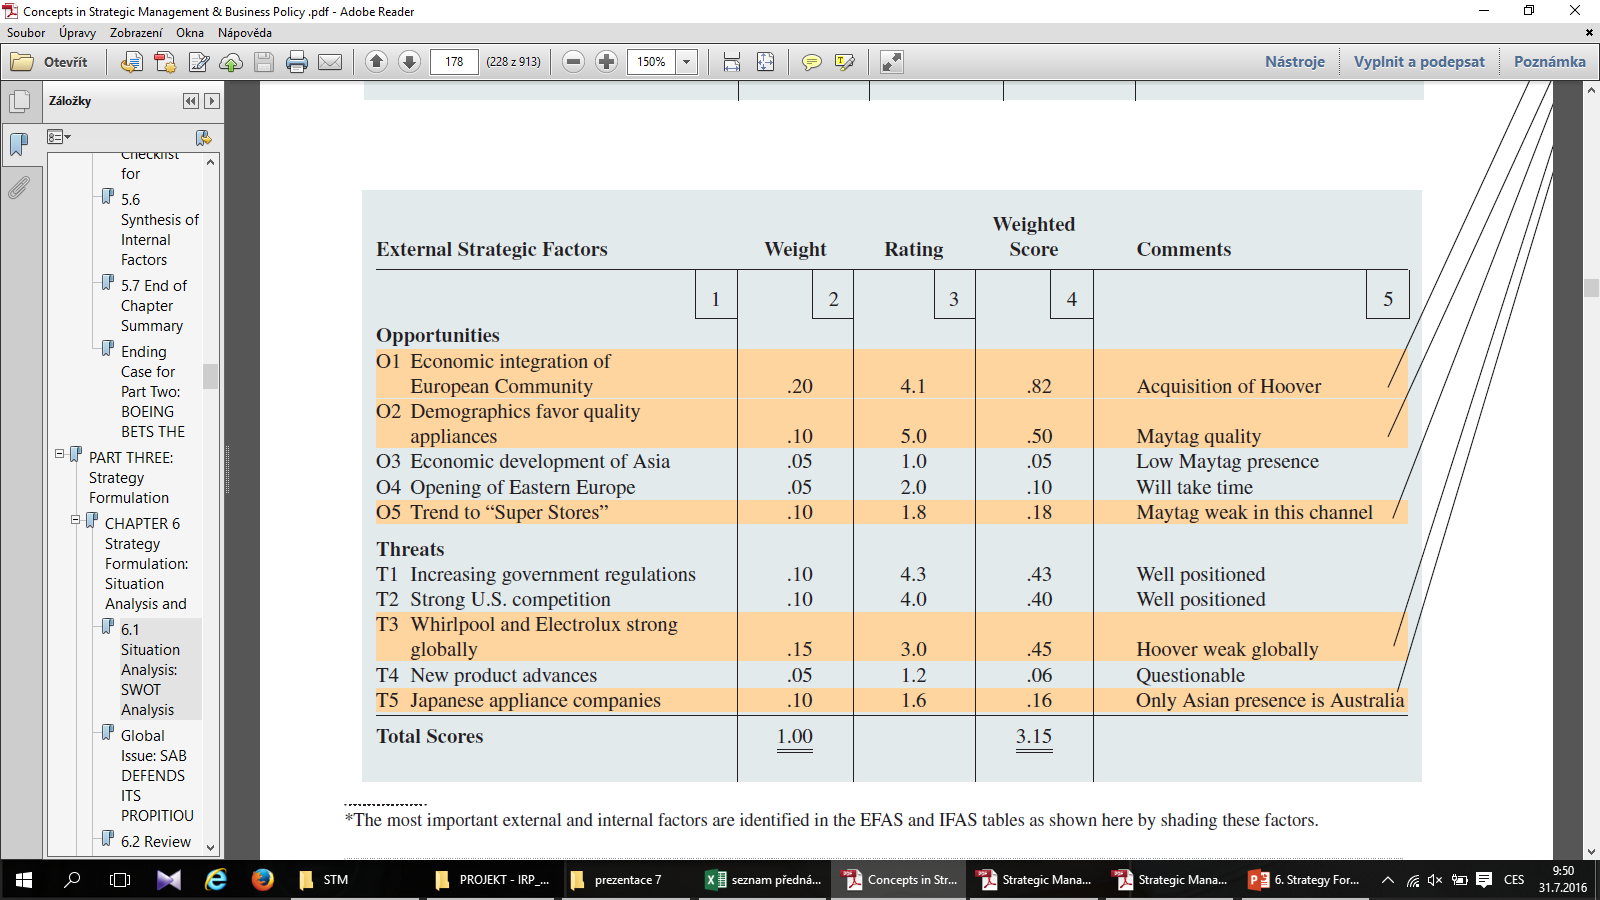 Concepts in Strategic Management & Business Policy .pdf - Adobe Reader
Soubor Úpravy Zobrazení Okna Nápověda
Otevřít 178 (228 z 913) 150% Nástroje Vyplnit a podepsat Poznámka
Záložky
Checklist
for
5.6
Synthesis of
Internal
Factors
5.7 End of
Chapter
Summary
Ending
Case for
Part Two:
BOEING
BETS THE
PART THREE:
Strategy
Formulation
CHAPTER 6
Strategy
Formulation:
Situation
Analysis and
6.1
Situation
Analysis:
SWOT
Analysis
Global
Issue: SAB
DEFENDS
ITS
PROPITIOU
6.2 Review
External Strategic Factors Weight Rating Weighted Score Comments
1 2 3 4 5
Opportunities
O1 Economic integration of
European Community .20 4.1 .82 Acquisition of Hoover
O2 Demographics favor quality
appliances .10 5.0 .50 Maytag quality
O3 Economic development of Asia .05 1.0 .05 Low Maytag presence
O4 Opening of Eastern Europe .05 2.0 .10 Will take time
O5 Trend to “Super Stores” .10 1.8 .18 Maytag weak in this channel
Threats
T1 Increasing government regulations .10 4.3 .43 Well positioned
T2 Strong U.S. competition .10 4.0 .40 Well positioned
T3 Whirlpool and Electrolux strong
globally .15 3.0 .45 Hoover weak globally
T4 New product advances .05 1.2 .06 Questionable
T5 Japanese appliance companies .10 1.6 .16 Only Asian presence is Australia
Total Scores 1.00 3.15
*The most important external and internal factors are identified in the EFAS and IFAS tables as shown here by shading these factors.
STM PROJEKT - IRP_... prezentace 7 seznam předná... Concepts in Str... Strategic Mana... Strategic Mana... 6. Strategy For... CES 9:50
31.7.2016